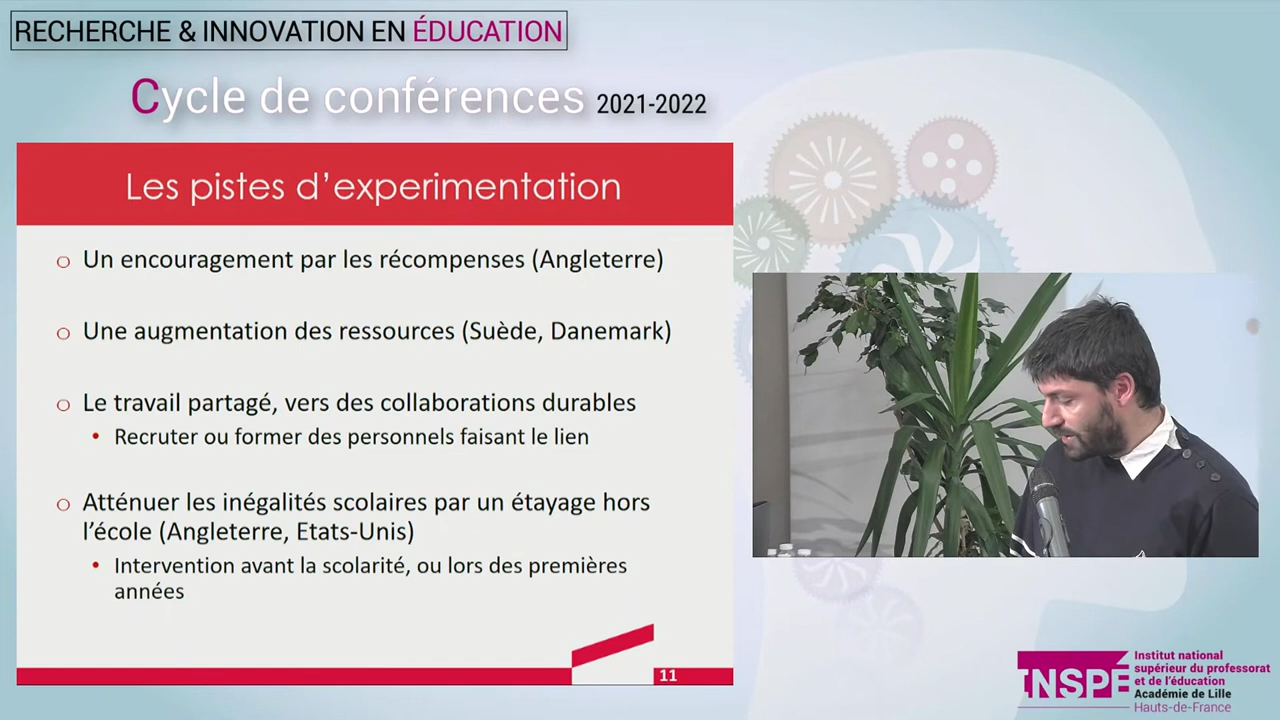 RECHERCHE & INNOVATION EN ÉDUCATION
Cycle de conférences 2021-2022
Les pistes d’experimentation
Un encouragement par les récompenses (Angleterre)
Une augmentation des ressources (Suède, Danemark)
Le travail partagé, vers des collaborations durables
Recruter ou former des personnels faisant le lien
Atténuer les inégalités scolaires par un étayage hors
l’école (Angleterre, Etats-Unis)
Intervention avant la scolarité, ou lors des premières
années
11
INSPÉ
Institut national
supérieur du professorat
et de l’éducation
Académie de Lille
Hauts-de-France